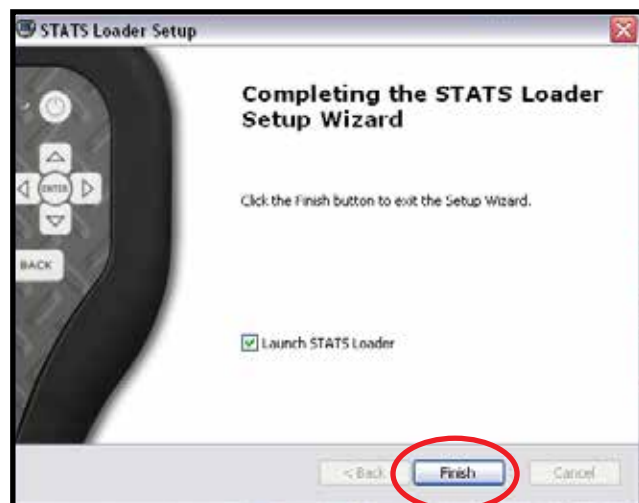 STATS Loader Setup
Completing the STATS Loader
Setup Wizard
Click the Finish button to exit the Setup Wizard.
ENTER
BACK
Launch STATS Loader
< Back
Finish
Cancel